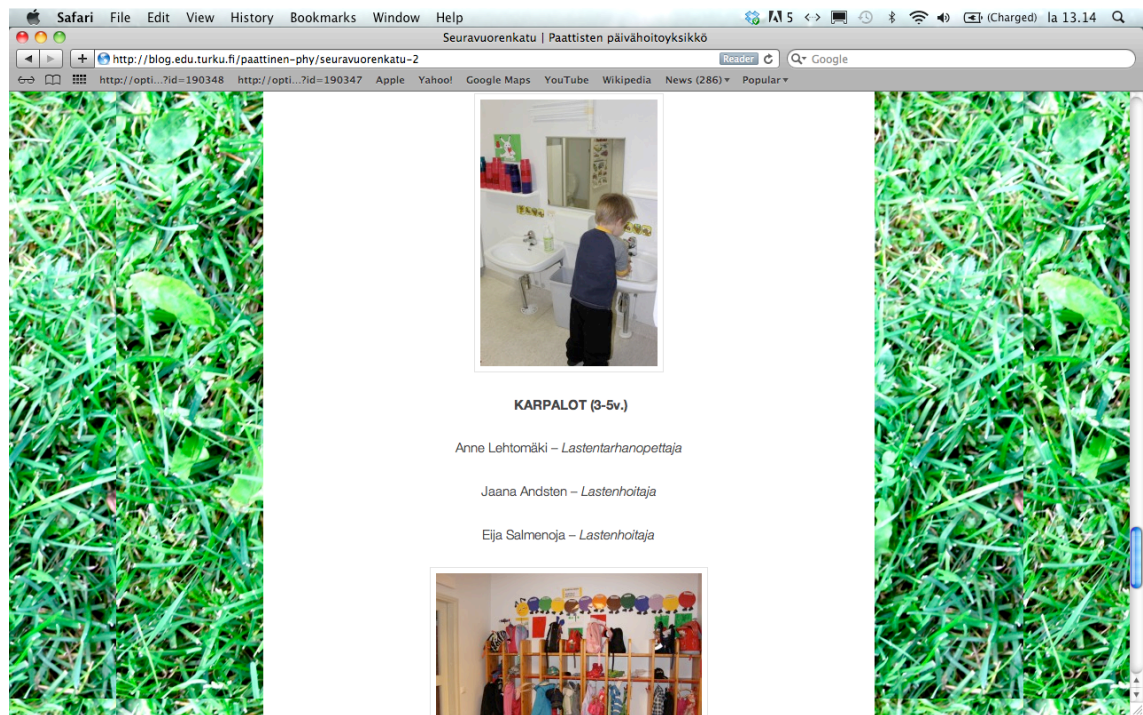 Safari File Edit View History Bookmarks Window Help 5 (Charged) la 13.14
Seuravuorenkatu | Paattisten päivähoitoyksikkö
http://blog.edu.turku.fi/paattinen-phy/seuravuorenkatu-2 Reader Google
http://opti...?id=190348 http://opti...?id=190347 Apple Yahoo! Google Maps YouTube Wikipedia News (286) Popular
KARPALOT (3-5v.)
Anne Lehtomäki – Lastentarhanopettaja
Jaana Andsten – Lastenhoitaja
Eija Salmenoja – Lastenhoitaja